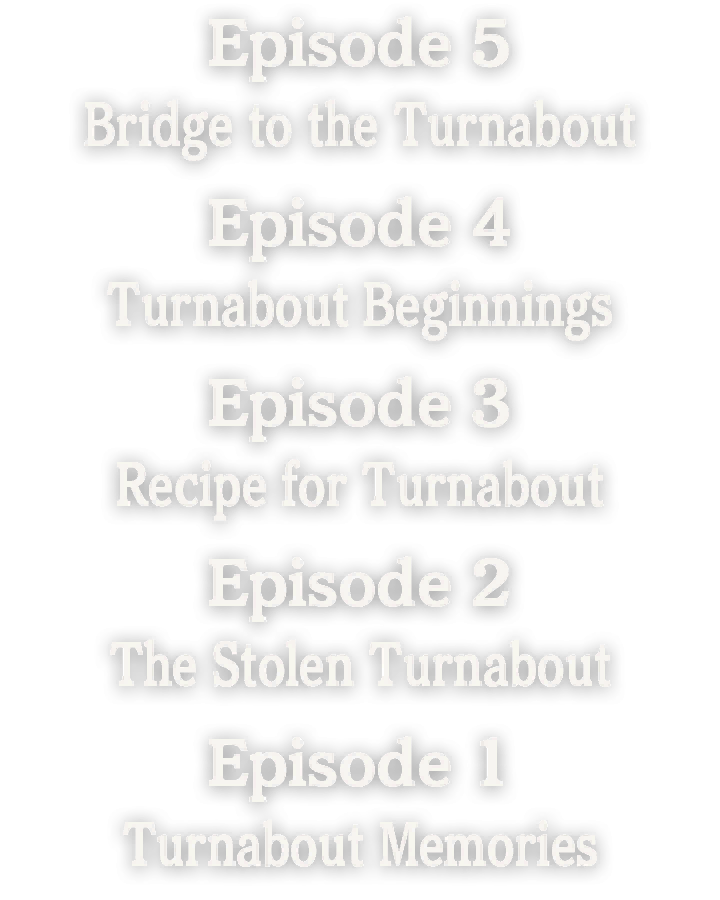 Episode 5
Bridge to the Turnabout
Episode 4
Turnabout Beginnings
Episode 3
Recipe for Turnabout
Episode 2
The Stolen Turnabout
Episode 1
Turnabout Memories